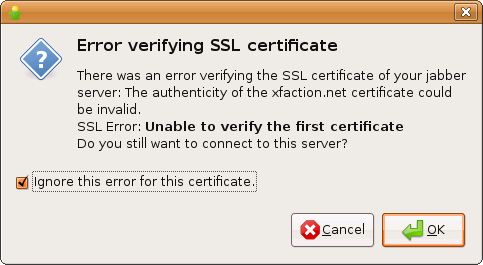 Error verifying SSL certificate
There was an error verifying the SSL certificate of your jabber
server: The authenticity of the xfaction.net certificate could
be invalid.
SSL Error: Unable to verify the first certificate
Do you still want to connect to this server?
Ignore this error for this certificate.
Cancel
OK